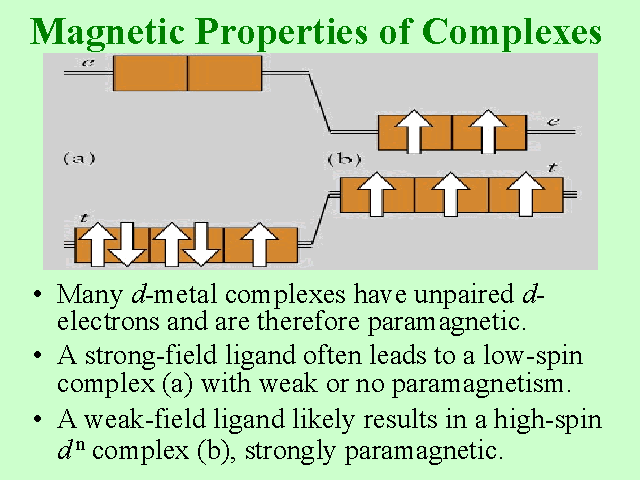 Magnetic Properties of Complexes
e
e
(a)
(b)
t
t
• Many d-metal complexes have unpaired d-
electrons and are therefore paramagnetic.
• A strong-field ligand often leads to a low-spin
complex (a) with weak or no paramagnetism.
• A weak-field ligand likely results in a high-spin
dⁿ complex (b), strongly paramagnetic.